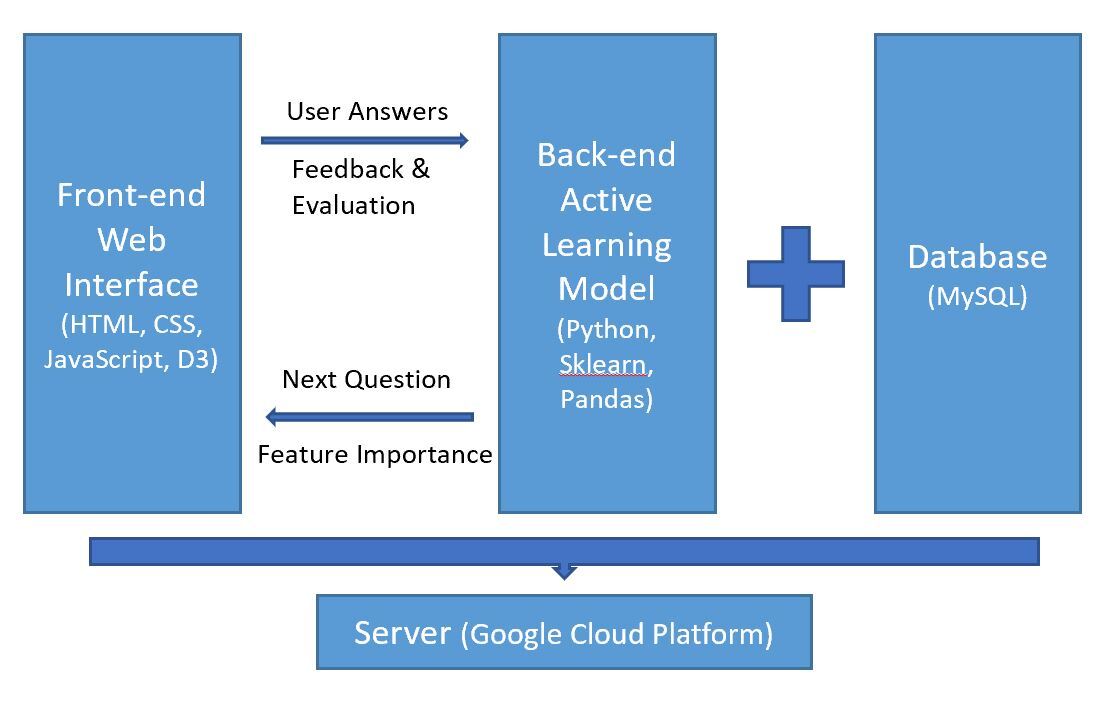 Front-end
Web
Interface
(HTML, CSS,
JavaScript, D3)
User Answers
Feedback &
Evaluation
Next Question
Feature Importance
Back-end
Active
Learning
Model
(Python,
Sklearn,
Pandas)
Database
(MySQL)
Server (Google Cloud Platform)